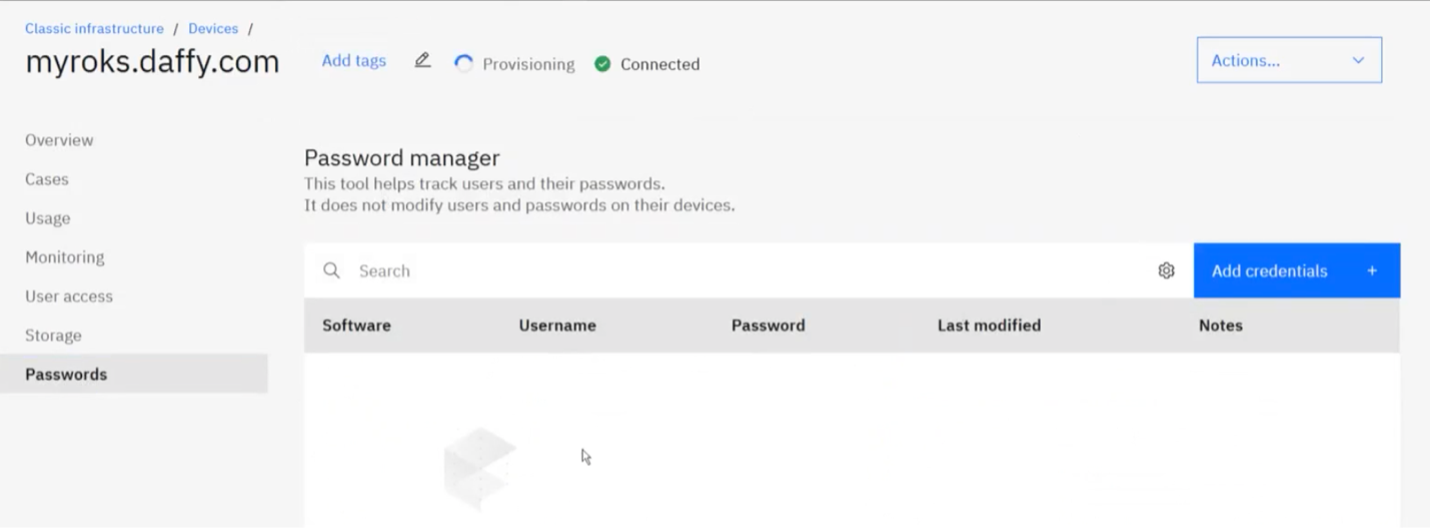 Classic infrastructure / Devices /
myroks.daffy.com Add tags Provisioning Connected Actions...
Overview
Cases
Usage
Monitoring
User access
Storage
Passwords
Password manager
This tool helps track users and their passwords.
It does not modify users and passwords on their devices.
Search Add credentials +
Software Username Password Last modified Notes